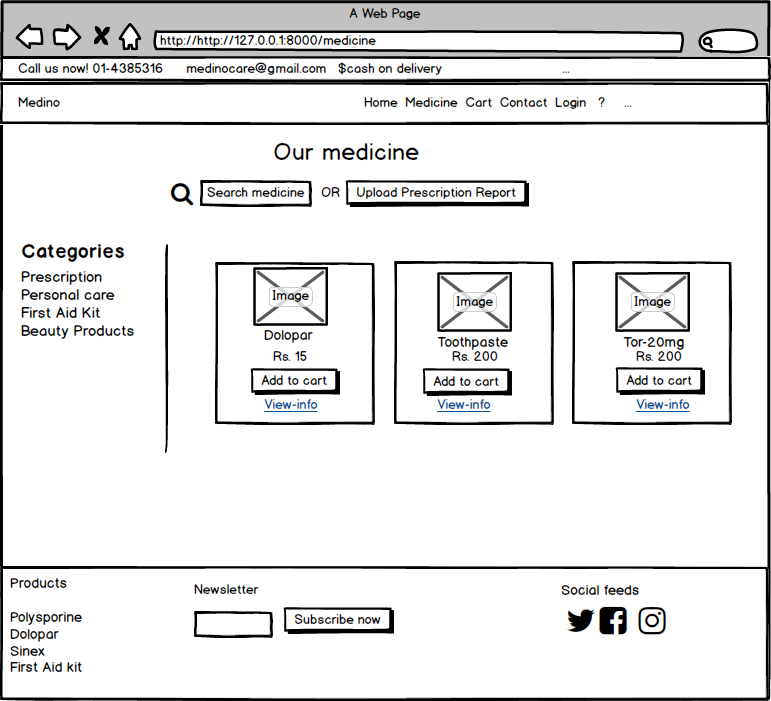 A Web Page
http://http://127.0.0.1:8000/medicine
Call us now! 01-4385316 medinocare@gmail.com $cash on delivery ...
Medino Home Medicine Cart Contact Login ? ...
Our medicine
Search medicine OR Upload Prescription Report
Categories
Prescription
Personal care
First Aid Kit
Beauty Products
Image
Dolopar
Rs. 15
Add to cart
View-info
Image
Toothpaste
Rs. 200
Add to cart
View-info
Image
Tor-20mg
Rs. 200
Add to cart
View-info
Products
Polysporine
Dolopar
Sinex
First Aid kit
Newsletter
Subscribe now
Social feeds